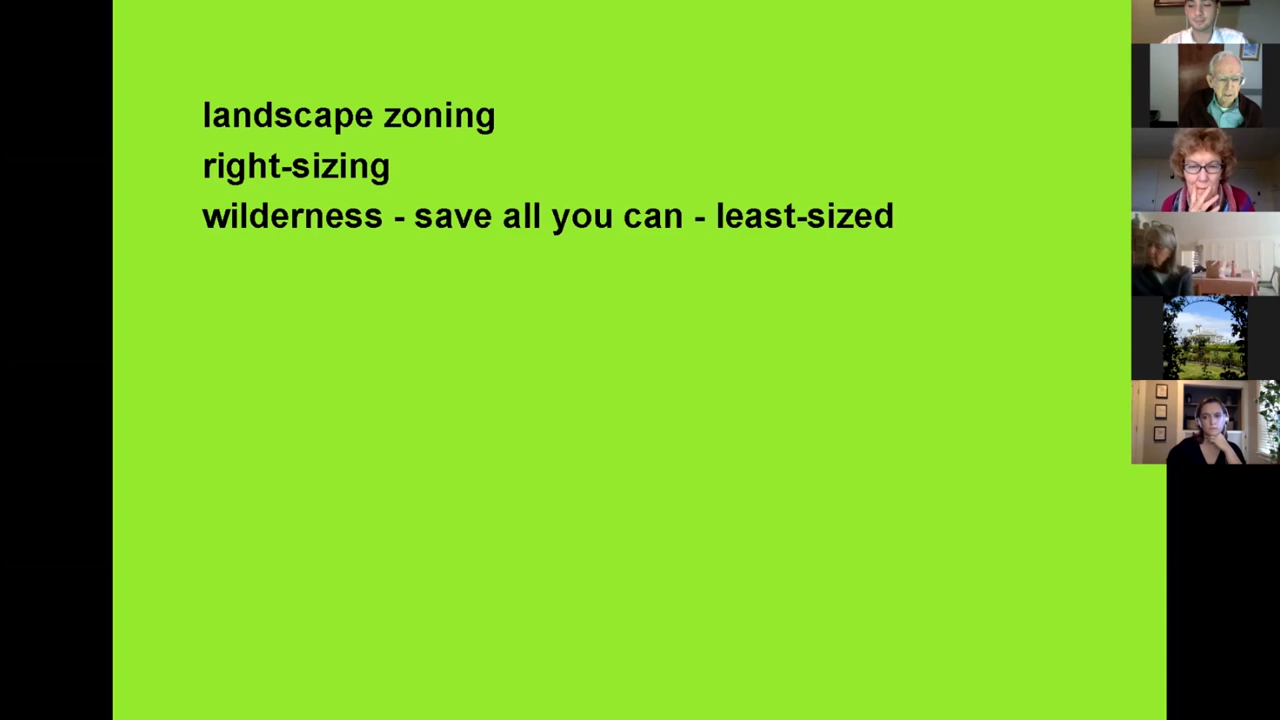 landscape zoning
right-sizing
wilderness - save all you can - least-sized